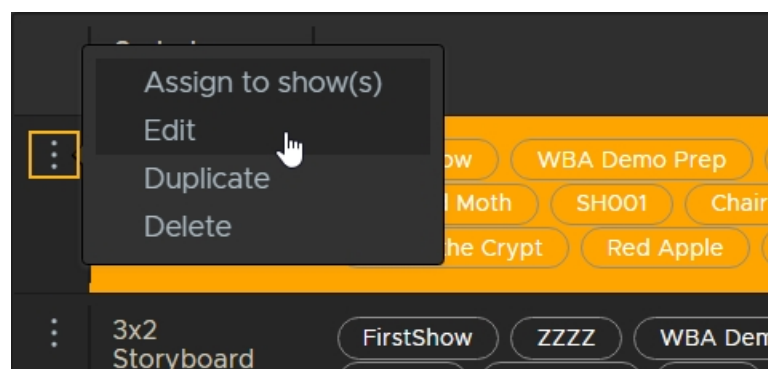 Assign to show(s)
Edit
Duplicate
Delete
WBA Demo Prep
Moth
SH001
Chair
the Crypt
Red Apple
3x2
Storyboard
FirstShow
ZZZZ
WBA Dem